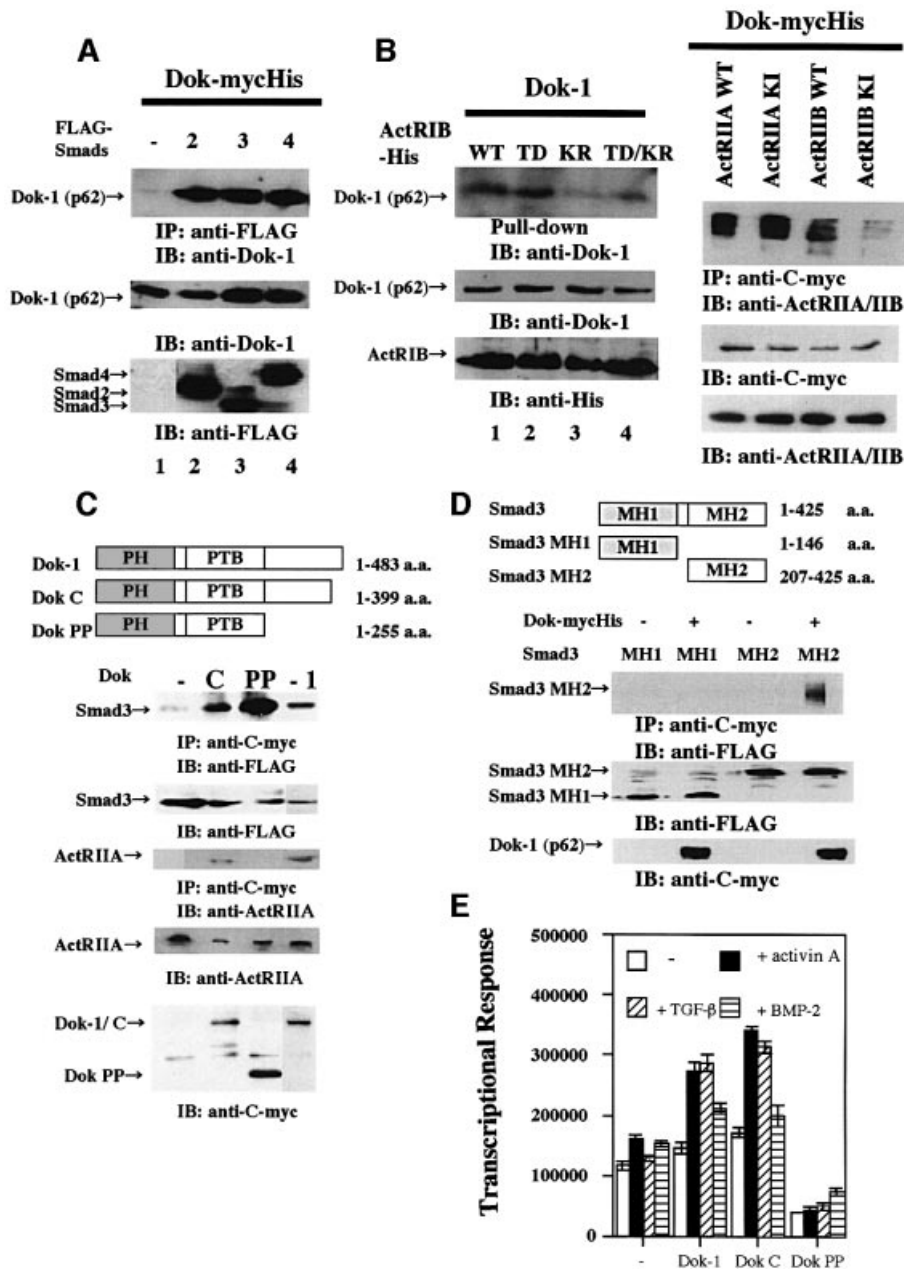 A
Dok-mycHis
FLAG-
Smads
- 2 3 4
Dok-1 (p62)→
IP: anti-FLAG
IB: anti-Dok-1
Dok-1 (p62)→
IB: anti-Dok-1
Smad4→
Smad2→
Smad3→
IB: anti-FLAG
1 2 3 4
B
Dok-1
ActRIB
-His
WT TD KR TD/KR
Dok-1 (p62)→
Pull-down
IB: anti-Dok-1
Dok-1 (p62)→
IB: anti-Dok-1
ActRIB→
IB: anti-His
1 2 3 4
Dok-mycHis
ActRIIA WT
ActRIIA KI
ActRIIB WT
ActRIIB KI
IP: anti-C-myc
IB: anti-ActRIIA/IIB
IB: anti-C-myc
IB: anti-ActRIIA/IIB
C
Dok-1 PH PTB 1-483 a.a.
Dok C PH PTB 1-399 a.a.
Dok PP PH PTB 1-255 a.a.
Dok - C PP - 1
Smad3→
IP: anti-C-myc
IB: anti-FLAG
Smad3→
IB: anti-FLAG
ActRIIA→
IP: anti-C-myc
IB: anti-ActRIIA
ActRIIA→
IB: anti-ActRIIA
Dok-1/ C→
Dok PP→
IB: anti-C-myc
D
Smad3 MH1 MH2 1-425 a.a.
Smad3 MH1 MH1 1-146 a.a.
Smad3 MH2 MH2 207-425 a.a.
Dok-mycHis - + - +
Smad3 MH1 MH1 MH2 MH2
Smad3 MH2→
IP: anti-C-myc
IB: anti-FLAG
Smad3 MH2→
Smad3 MH1→
IB: anti-FLAG
Dok-1 (p62)→
IB: anti-C-myc
E
Transcriptional Response
500000
400000
300000
200000
100000
0
-
+ activin A
+ TGF-β
+ BMP-2
- Dok-1 Dok C Dok PP